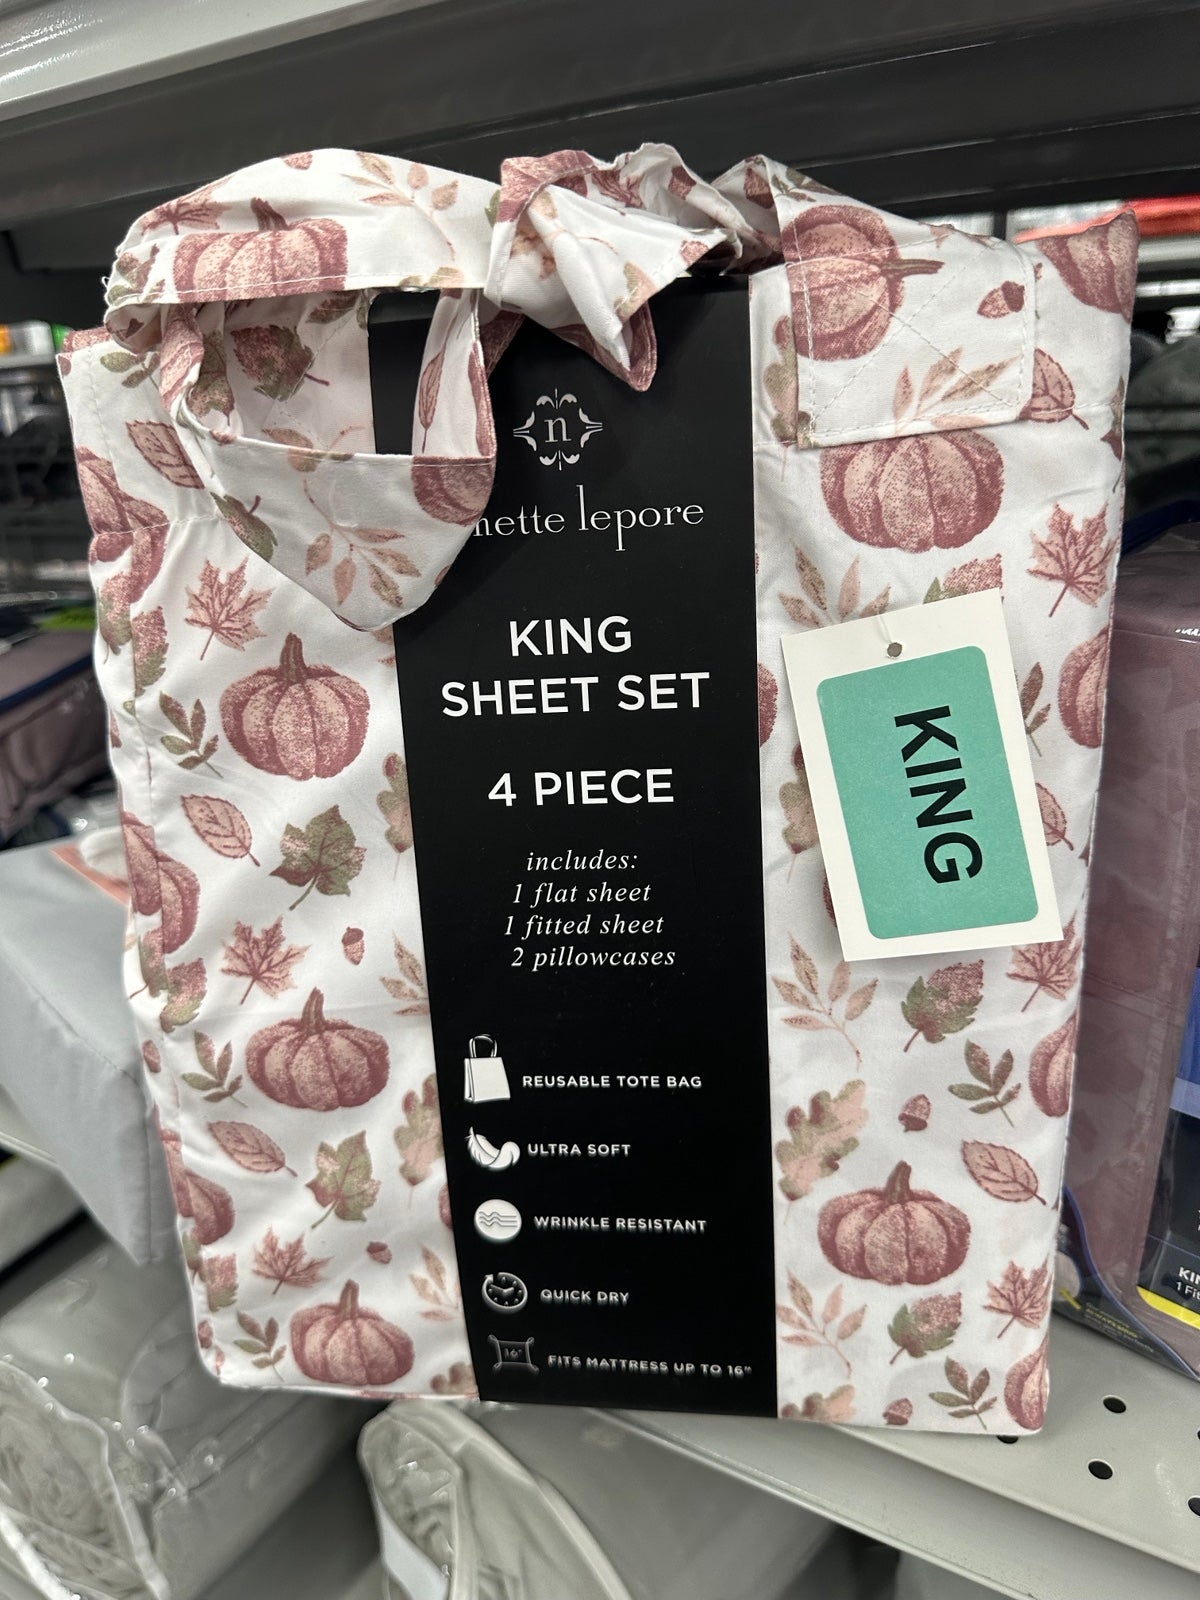 n
nette lepore
KING
SHEET SET
4 PIECE
includes:
1 flat sheet
1 fitted sheet
2 pillowcases
REUSABLE TOTE BAG
ULTRA SOFT
WRINKLE RESISTANT
QUICK DRY
16"
FITS MATTRESS UP TO 16"
KING